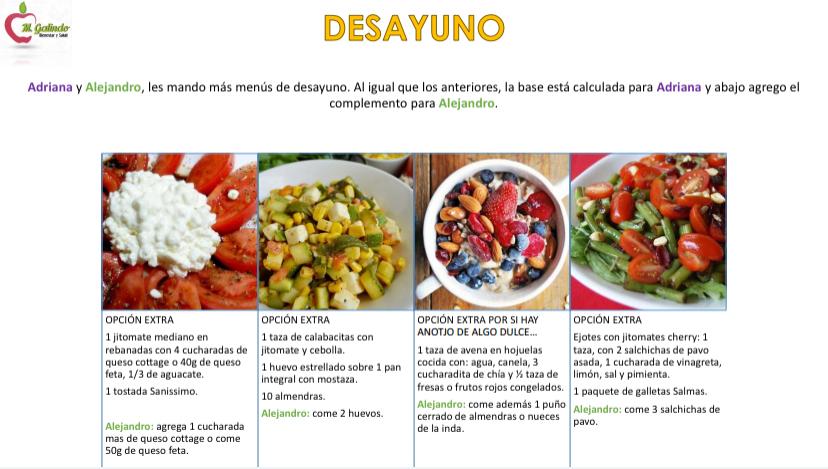 M. Galindo
Bienestar y Salud
DESAYUNO
Adriana y Alejandro, les mando más menús de desayuno. Al igual que los anteriores, la base está calculada para Adriana y abajo agrego el
complemento para Alejandro.
OPCIÓN EXTRA
1 jitomate mediano en
rebanadas con 4 cucharadas de
queso cottage o 40g de queso
feta, 1/3 de aguacate.
1 tostada Sanissimo.
Alejandro: agrega 1 cucharada
mas de queso cottage o come
50g de queso feta.
OPCIÓN EXTRA
1 taza de calabacitas con
jitomate y cebolla.
1 huevo estrellado sobre 1 pan
integral con mostaza.
10 almendras.
Alejandro: come 2 huevos.
OPCIÓN EXTRA POR SI HAY
ANOTJO DE ALGO DULCE...
1 taza de avena en hojuelas
cocida con: agua, canela, 3
cucharadita de chía y ½ taza de
fresas o frutos rojos congelados.
Alejandro: come además 1 puño
cerrado de almendras o nueces
de la inda.
OPCIÓN EXTRA
Ejotes con jitomates cherry: 1
taza, con 2 salchichas de pavo
asada, 1 cucharada de vinagreta,
limón, sal y pimienta.
1 paquete de galletas Salmas.
Alejandro: come 3 salchichas de
pavo.